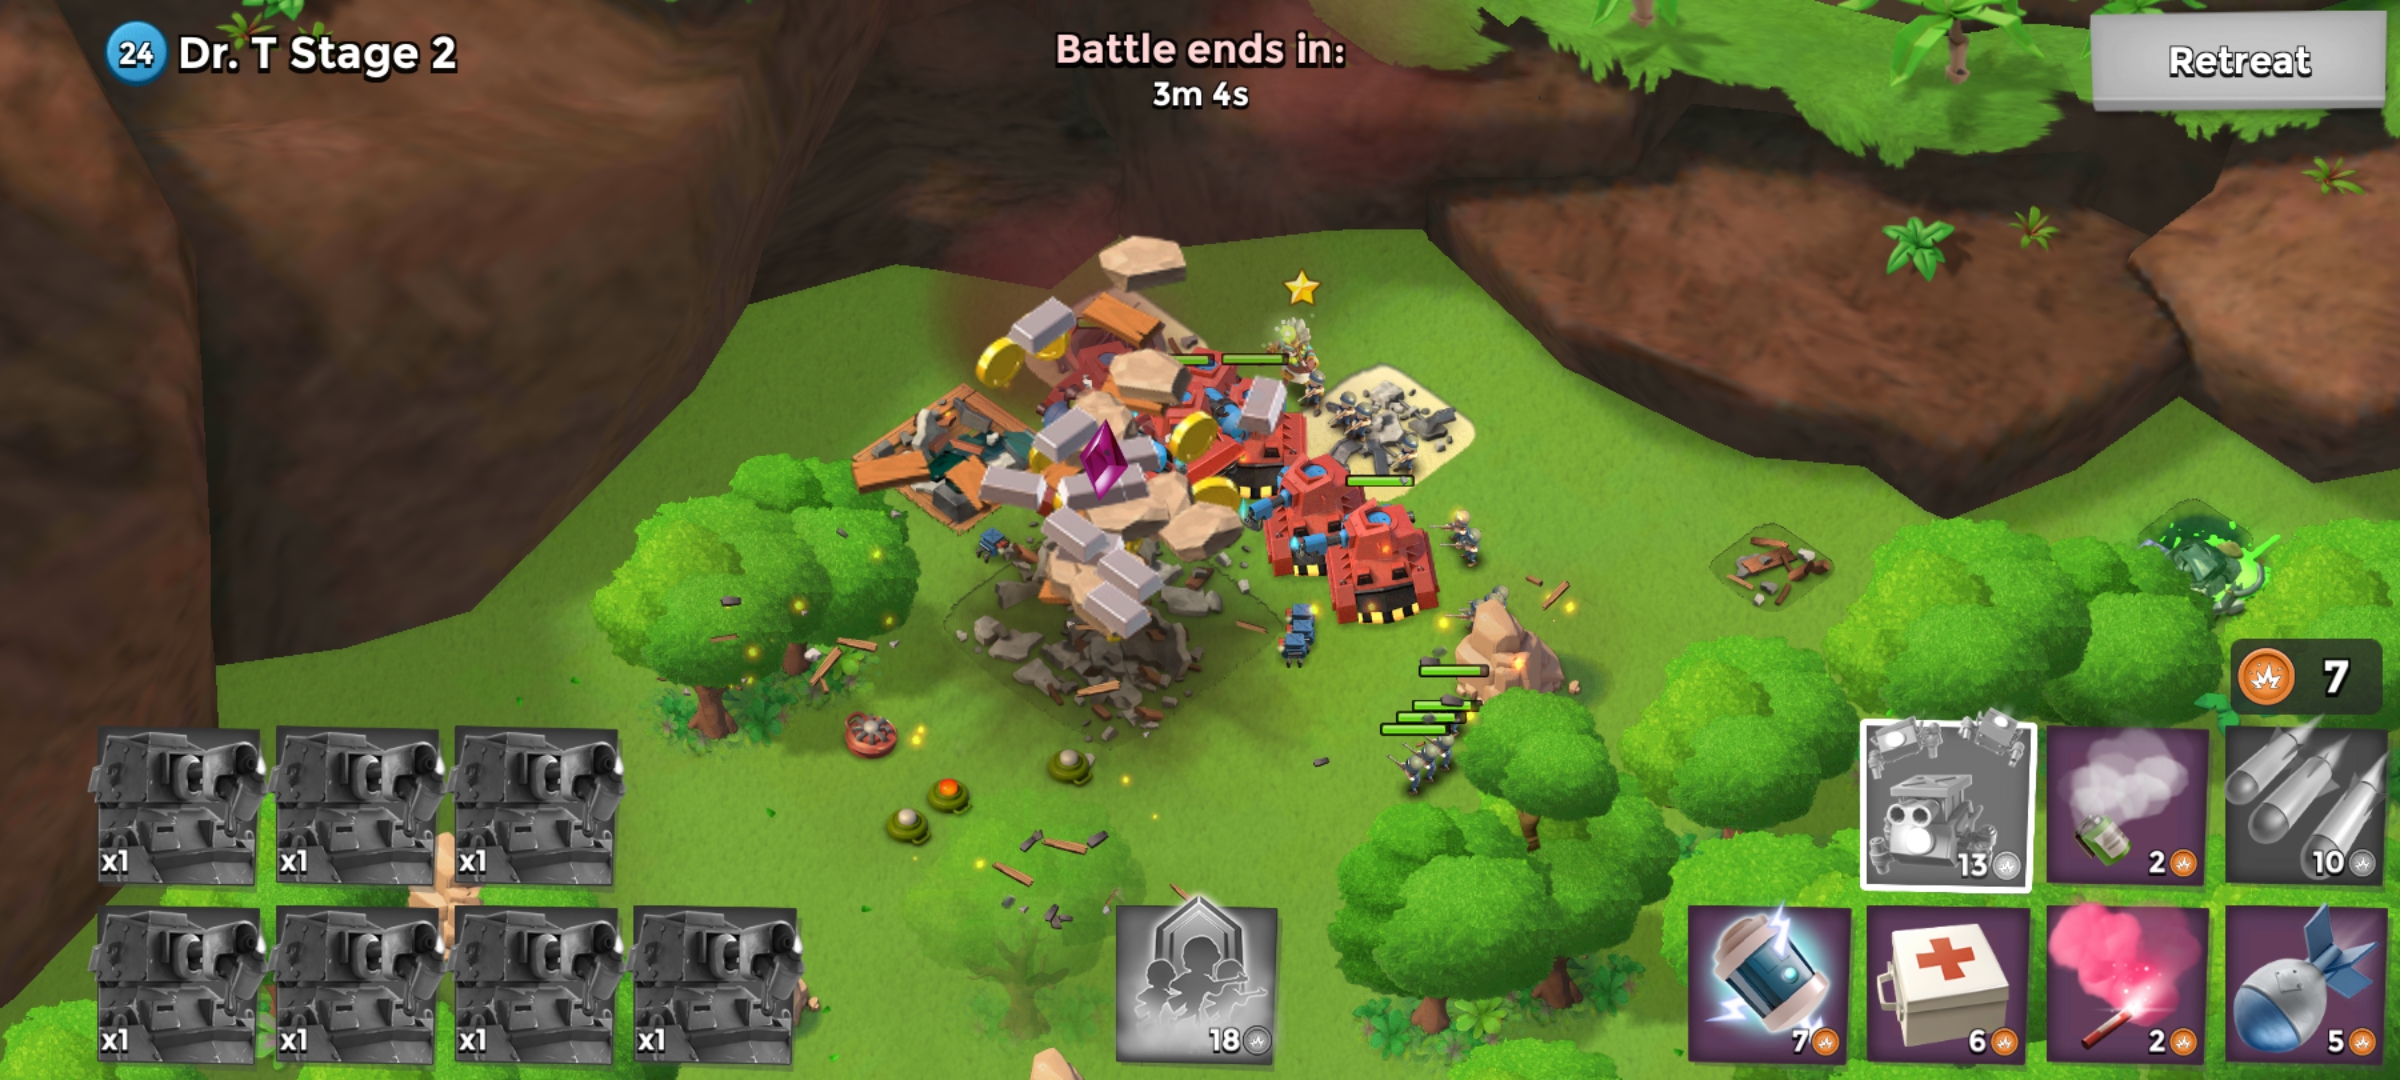 24 Dr. T Stage 2
Battle ends in:
3m 4s
Retreat
7
x1 x1 x1
13 2 10
x1 x1 x1 x1
18
7 6 2 5